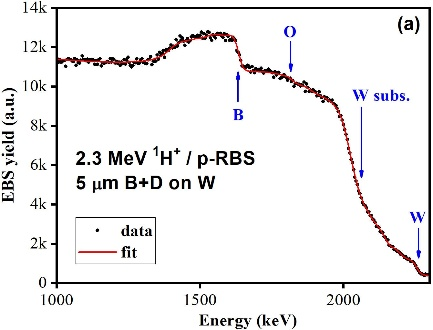 (a)
14k
12k
10k
8k
6k
4k
2k
0
EBS yield (a.u.)
O
B
W subs.
W
2.3 MeV ¹H⁺ / p-RBS
5 μm B+D on W
data
fit
1000
1500
2000
Energy (keV)